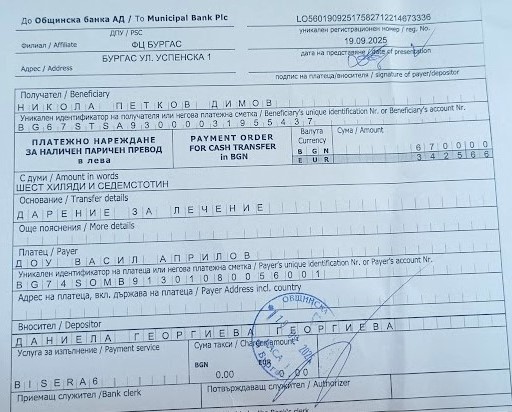 До Общинска банка АД / To Municipal Bank Plc
LO56019092517582712214673336
ДПУ / PSC
уникален регистрационен номер / reg. No:
Филиал / Affiliate
ФЦ БУРГАС
19.09.2025
Адрес / Address
БУРГАС УЛ. УСПЕНСКА 1
дата на представяне / date of presentation
подпис на платеца/вносителя / signature of payer/depositor
Получател / Beneficiary
НИКОЛА ПЕТКОВ ДИМОВ
Уникален идентификатор на получателя или негова платежна сметка / Beneficiary's unique identification Nr. or Beneficiary's account Nr.
BG67STSA93000031955437
ПЛАТЕЖНО НАРЕЖДАНЕ ЗА НАЛИЧЕН ПАРИЧЕН ПРЕВОД в лева
PAYMENT ORDER FOR CASH TRANSFER in BGN
Валута Currency
Сума / Amount
BGN 670000
EUR 342566
С думи / Amount in words
ШЕСТ ХИЛЯДИ И СЕДЕМСТОТИН
Основание / Transfer details
ДАРЕНИЕ ЗА ЛЕЧЕНИЕ
Още пояснения / More details
Платец / Payer
ДОУ ВАСИЛ АПРИЛОВ
Уникален идентификатор на платеца или негова платежна сметка / Payer's unique identification Nr. or Payer's account Nr.
BG74SOMB91301080056001
Адрес на платеца, вкл. държава на платеца / Payer Address incl. country
Вносител / Depositor
ДАНИЕЛА ГЕОРГИЕВА ГЕОРГИЕВА
Услуга за изпълнение / Payment service
Сума такси / Charge amount
BGN
EUR
BISERA6
0.00
0.00
ОБЩИНСКА
Приемащ служител /Bank clerk
Потвърждаващ служител / Authorizer